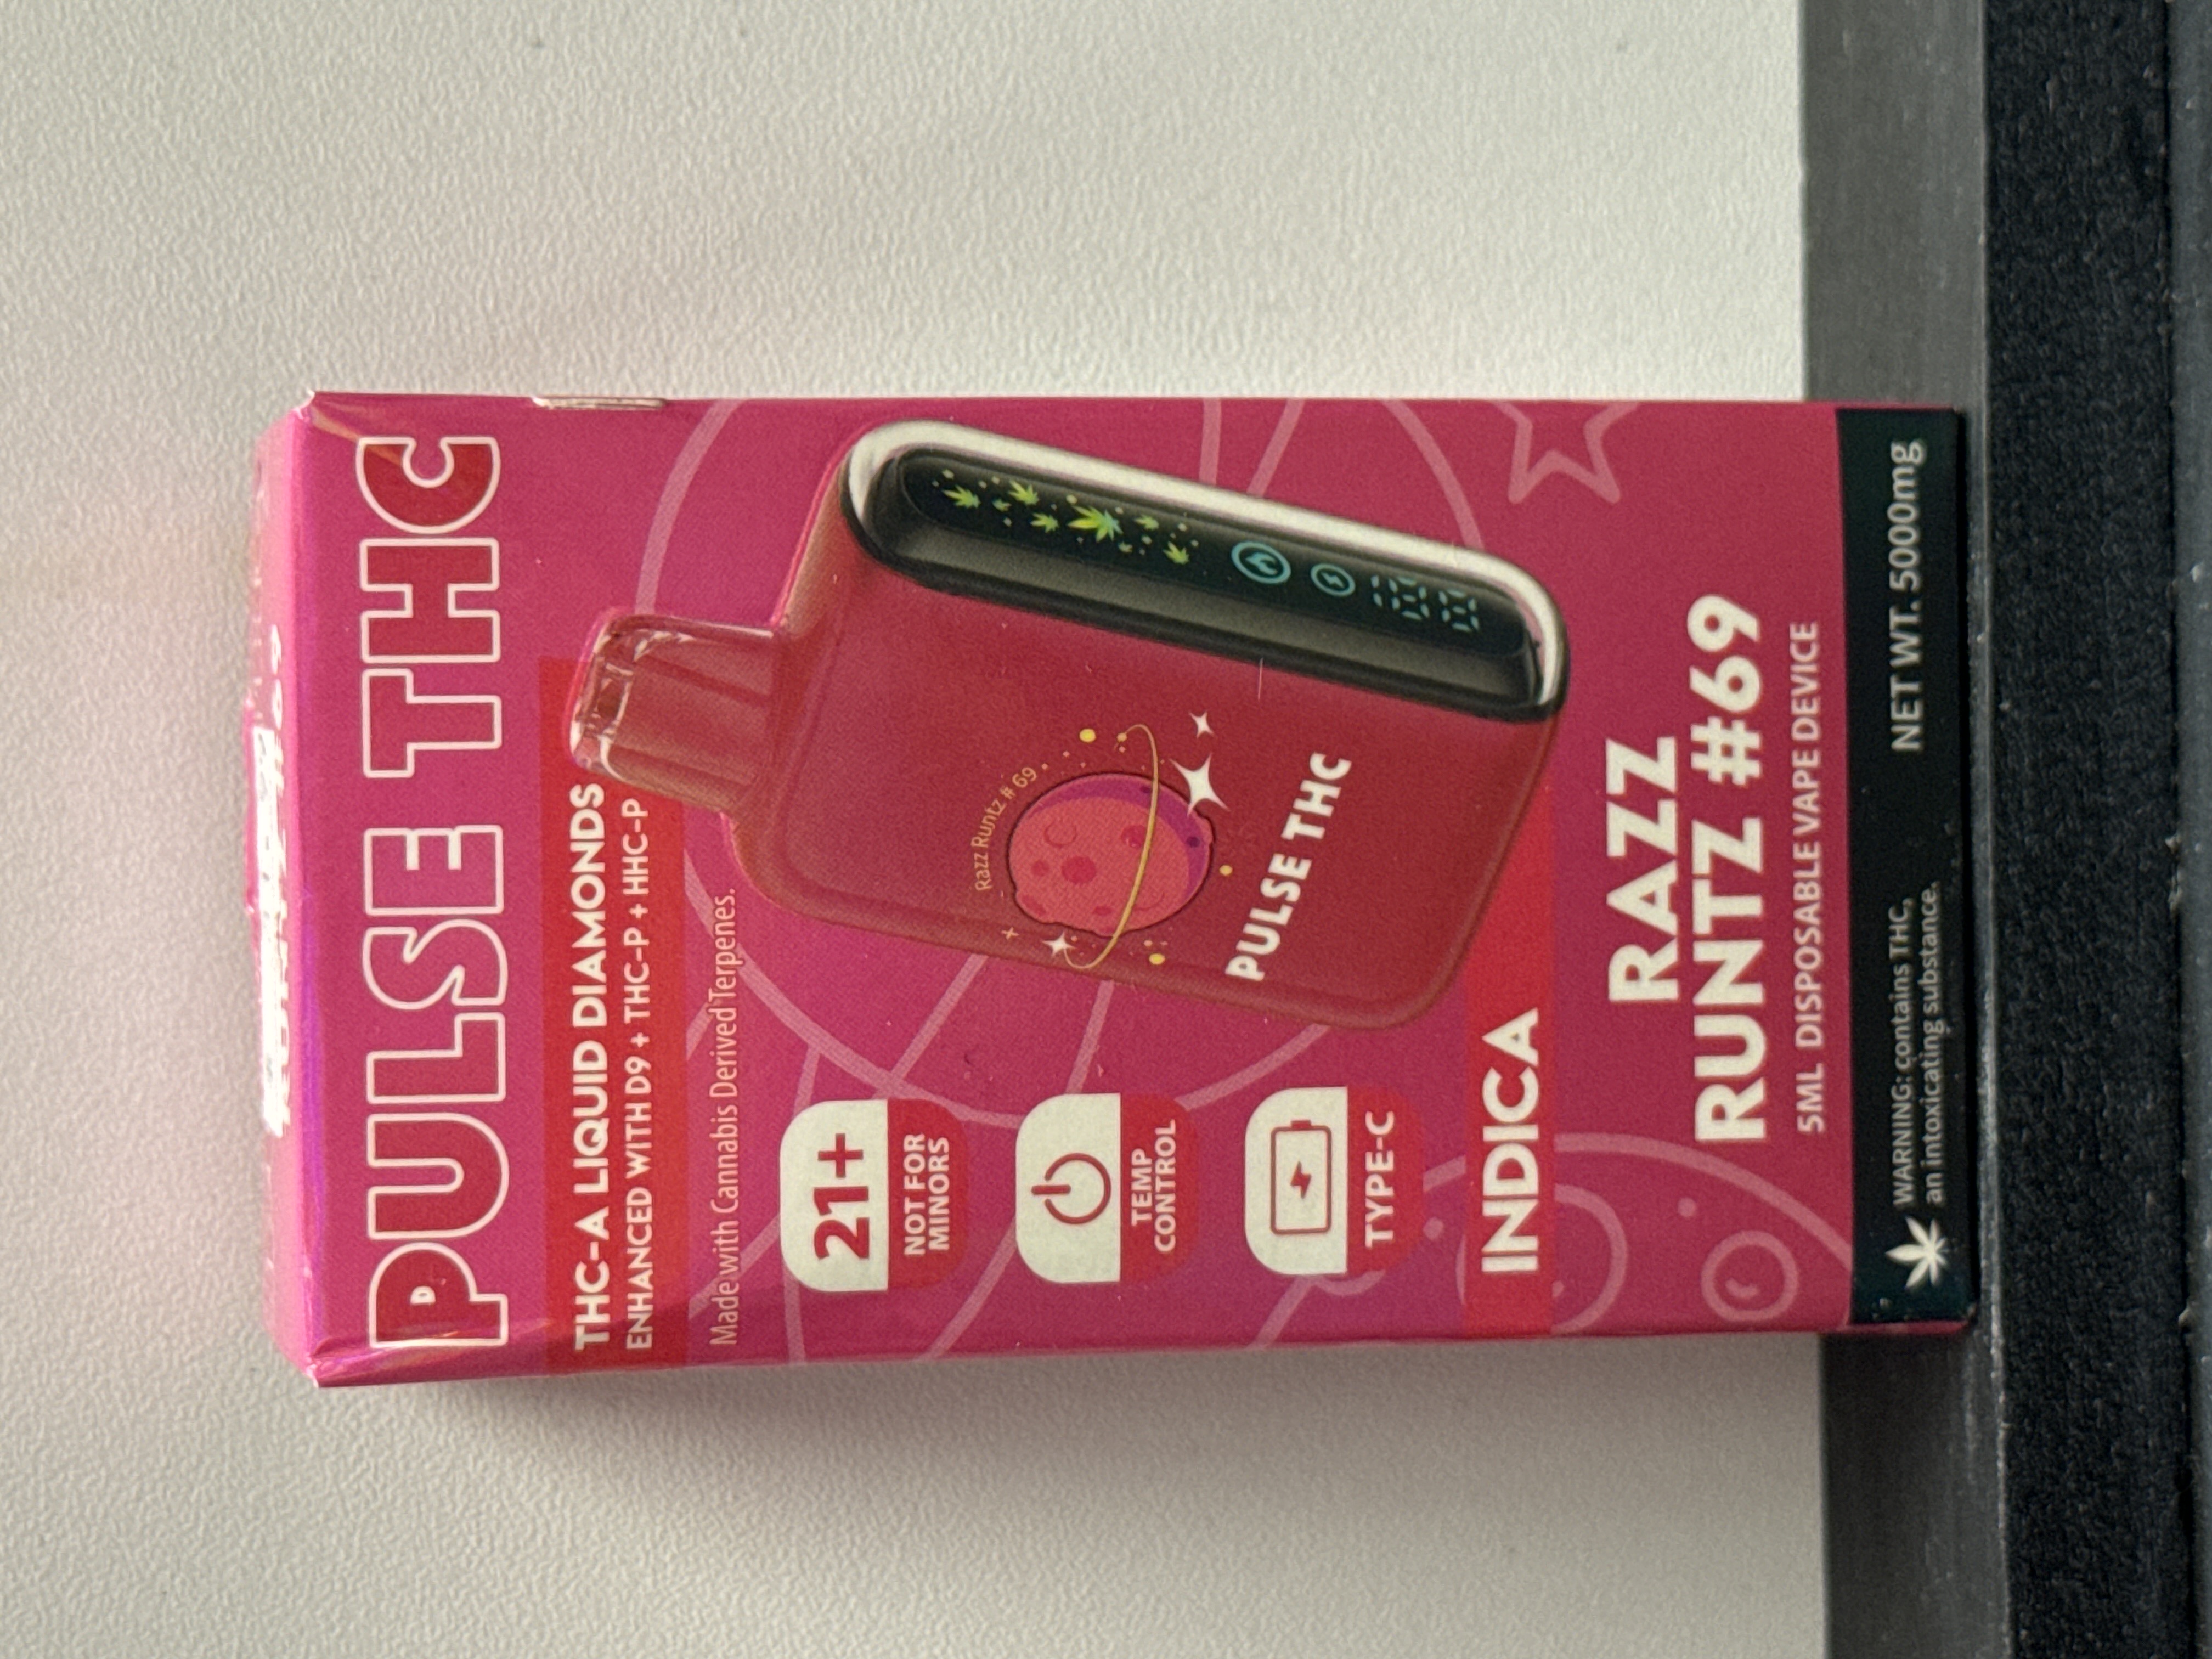 PULSE THC
THC-A LIQUID DIAMONDS
ENHANCED WITH D9 + THC-P + HHC-P
Made with Cannabis Derived Terpenes.
21+
NOT FOR
MINORS
TEMP
CONTROL
TYPE-C
Razz Runtz #69
PULSE THC
INDICA
RAZZ
RUNTZ #69
5ML DISPOSABLE VAPE DEVICE
WARNING: contains THC,
an intoxicating substance.
NET WT. 5000mg